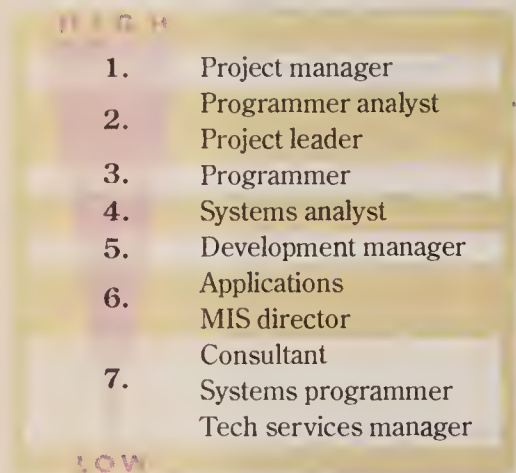 HIGH
1. Project manager
2. Programmer analyst
Project leader
3. Programmer
4. Systems analyst
5. Development manager
6. Applications
MIS director
7. Consultant
Systems programmer
Tech services manager
LOW